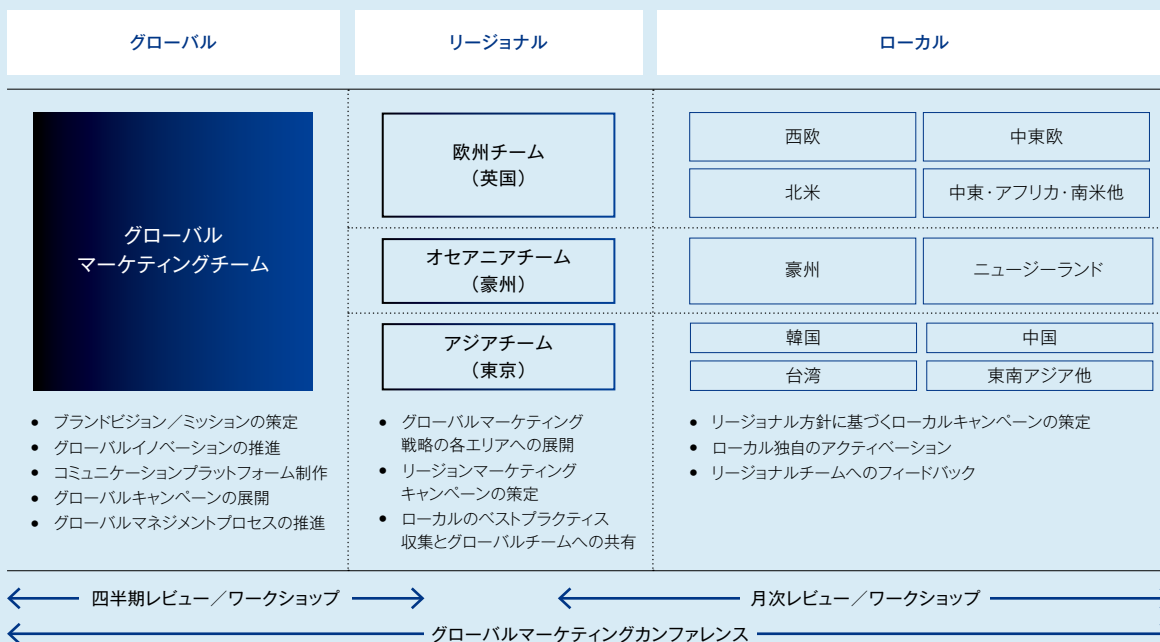 グローバル
リージョナル
ローカル
グローバル
マーケティングチーム
欧州チーム
（英国）
西欧
中東欧
北米
中東・アフリカ・南米他
オセアニアチーム
（豪州）
豪州
ニュージーランド
アジアチーム
（東京）
韓国
中国
台湾
東南アジア他
• ブランドビジョン／ミッションの策定
• グローバルイノベーションの推進
• コミュニケーションプラットフォーム制作
• グローバルキャンペーンの展開
• グローバルマネジメントプロセスの推進
• グローバルマーケティング
戦略の各エリアへの展開
• リージョンマーケティング
キャンペーンの策定
• ローカルのベストプラクティス
収集とグローバルチームへの共有
• リージョナル方針に基づくローカルキャンペーンの策定
• ローカル独自のアクティベーション
• リージョナルチームへのフィードバック
四半期レビュー／ワークショップ
月次レビュー／ワークショップ
グローバルマーケティングカンファレンス